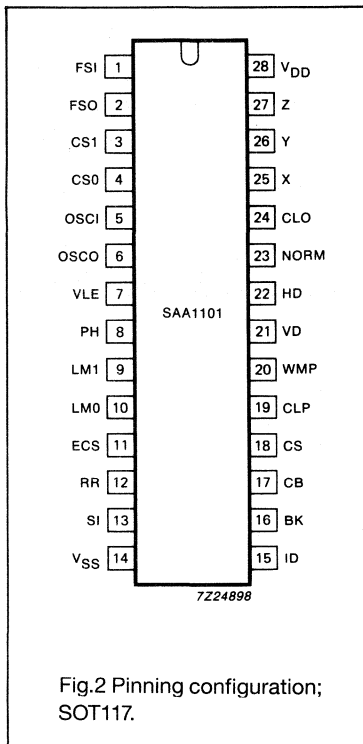 FSI 1 28 VDD
FSO 2 27 Z
CS1 3 26 Y
CS0 4 25 X
OSCI 5 24 CLO
OSCO 6 23 NORM
VLE 7 22 HD
SAA1101
PH 8 21 VD
LM1 9 20 WMP
LM0 10 19 CLP
ECS 11 18 CS
RR 12 17 CB
SI 13 16 BK
VSS 14 15 ID
7Z24898
Fig.2 Pinning configuration;
SOT117.